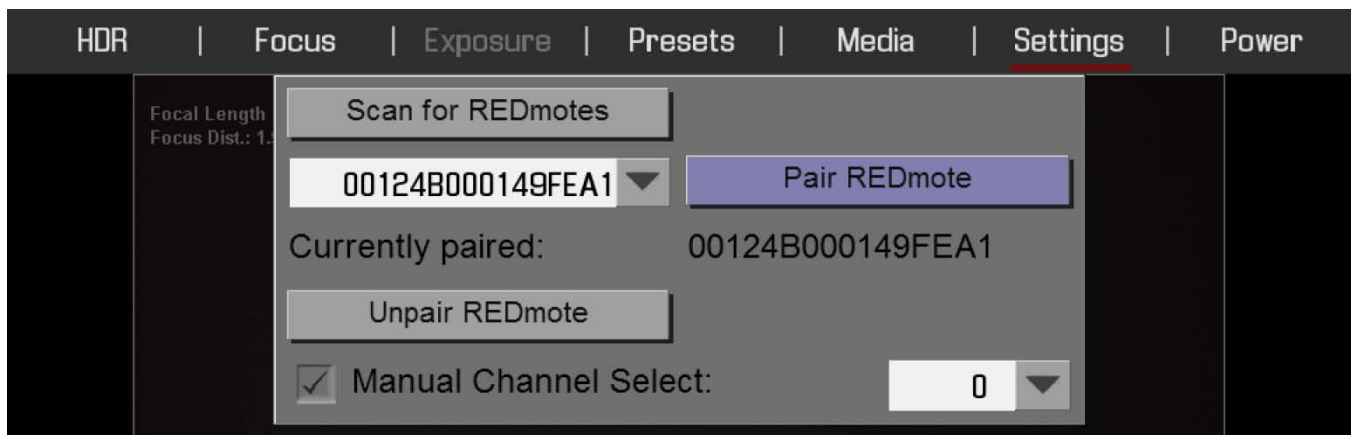 HDR | Focus | Exposure | Presets | Media | Settings | Power
Focal Length
Focus Dist.: 1.
Scan for REDmotes
00124B000149FEA1 Pair REDmote
Currently paired: 00124B000149FEA1
Unpair REDmote
Manual Channel Select: 0